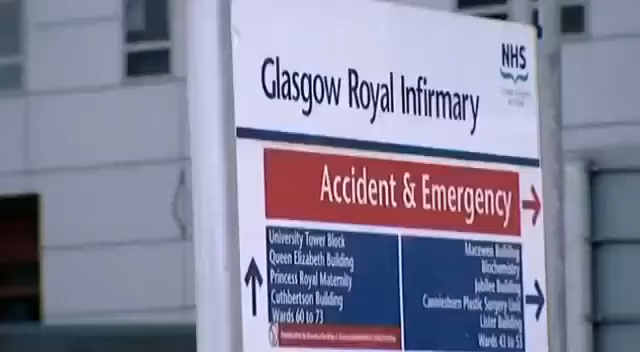 NHS
Glasgow Royal Infirmary
Accident & Emergency
University Tower Block
Queen Elizabeth Building
Princess Royal Maternity
Cuthbertson Building
Wards 60 to 73
Macewen Building
Biochemistry
Jubilee Building
Canniesburn Plastic Surgery Unit
Lister Building
Wards 43 to 53